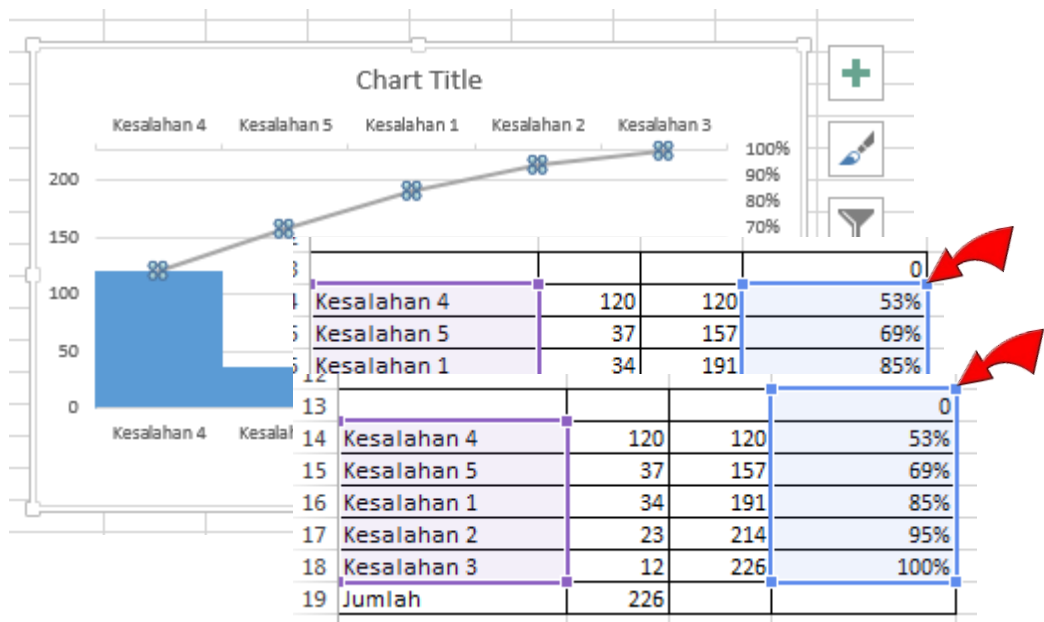 Chart Title
Kesalahan 4 Kesalahan 5 Kesalahan 1 Kesalahan 2 Kesalahan 3
100%
200
90%
80%
70%
150
100
50
0
Kesalahan 4
0
Kesalahan 4 120 120 53%
Kesalahan 5 37 157 69%
Kesalahan 1 34 191 85%
13 0
14 Kesalahan 4 120 120 53%
15 Kesalahan 5 37 157 69%
16 Kesalahan 1 34 191 85%
17 Kesalahan 2 23 214 95%
18 Kesalahan 3 12 226 100%
19 Jumlah 226